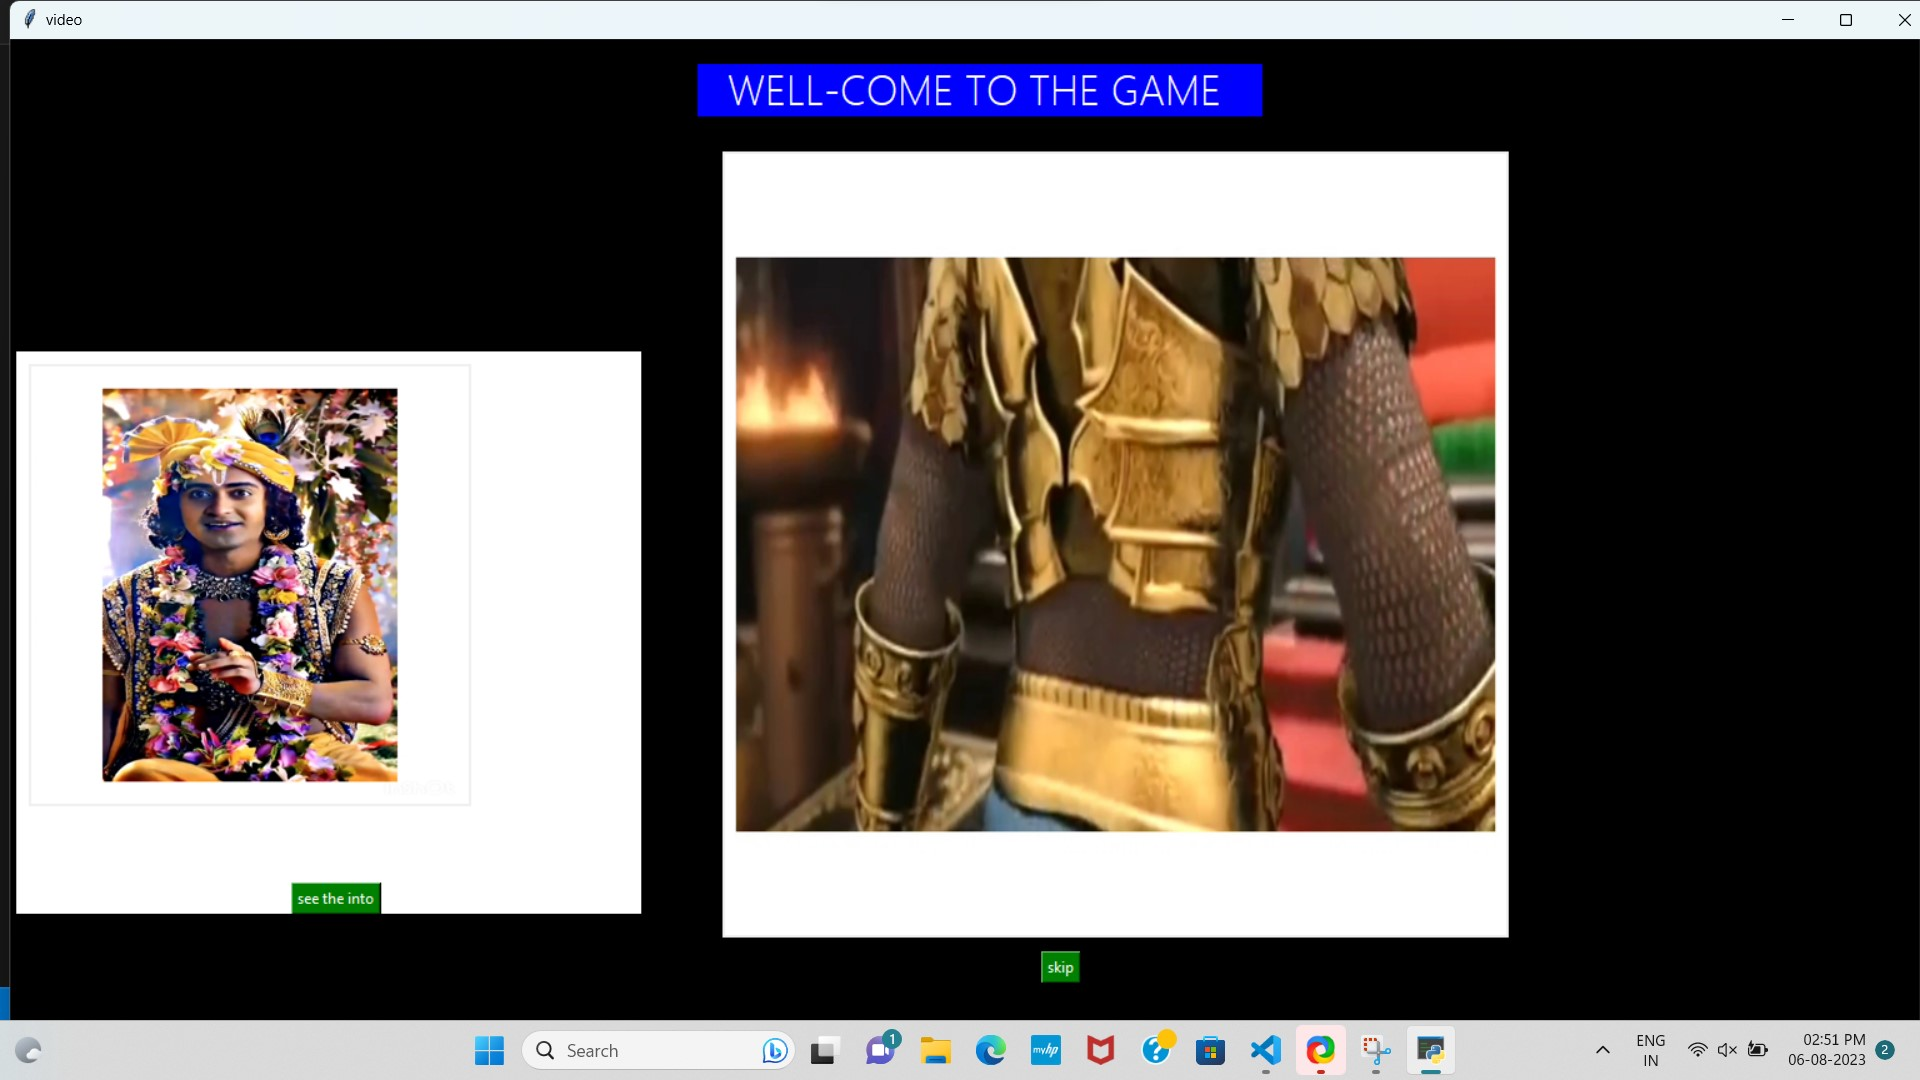 video
WELL-COME TO THE GAME
see the into
skip
Search
1
myhp
ENG
IN
02:51 PM
06-08-2023
2